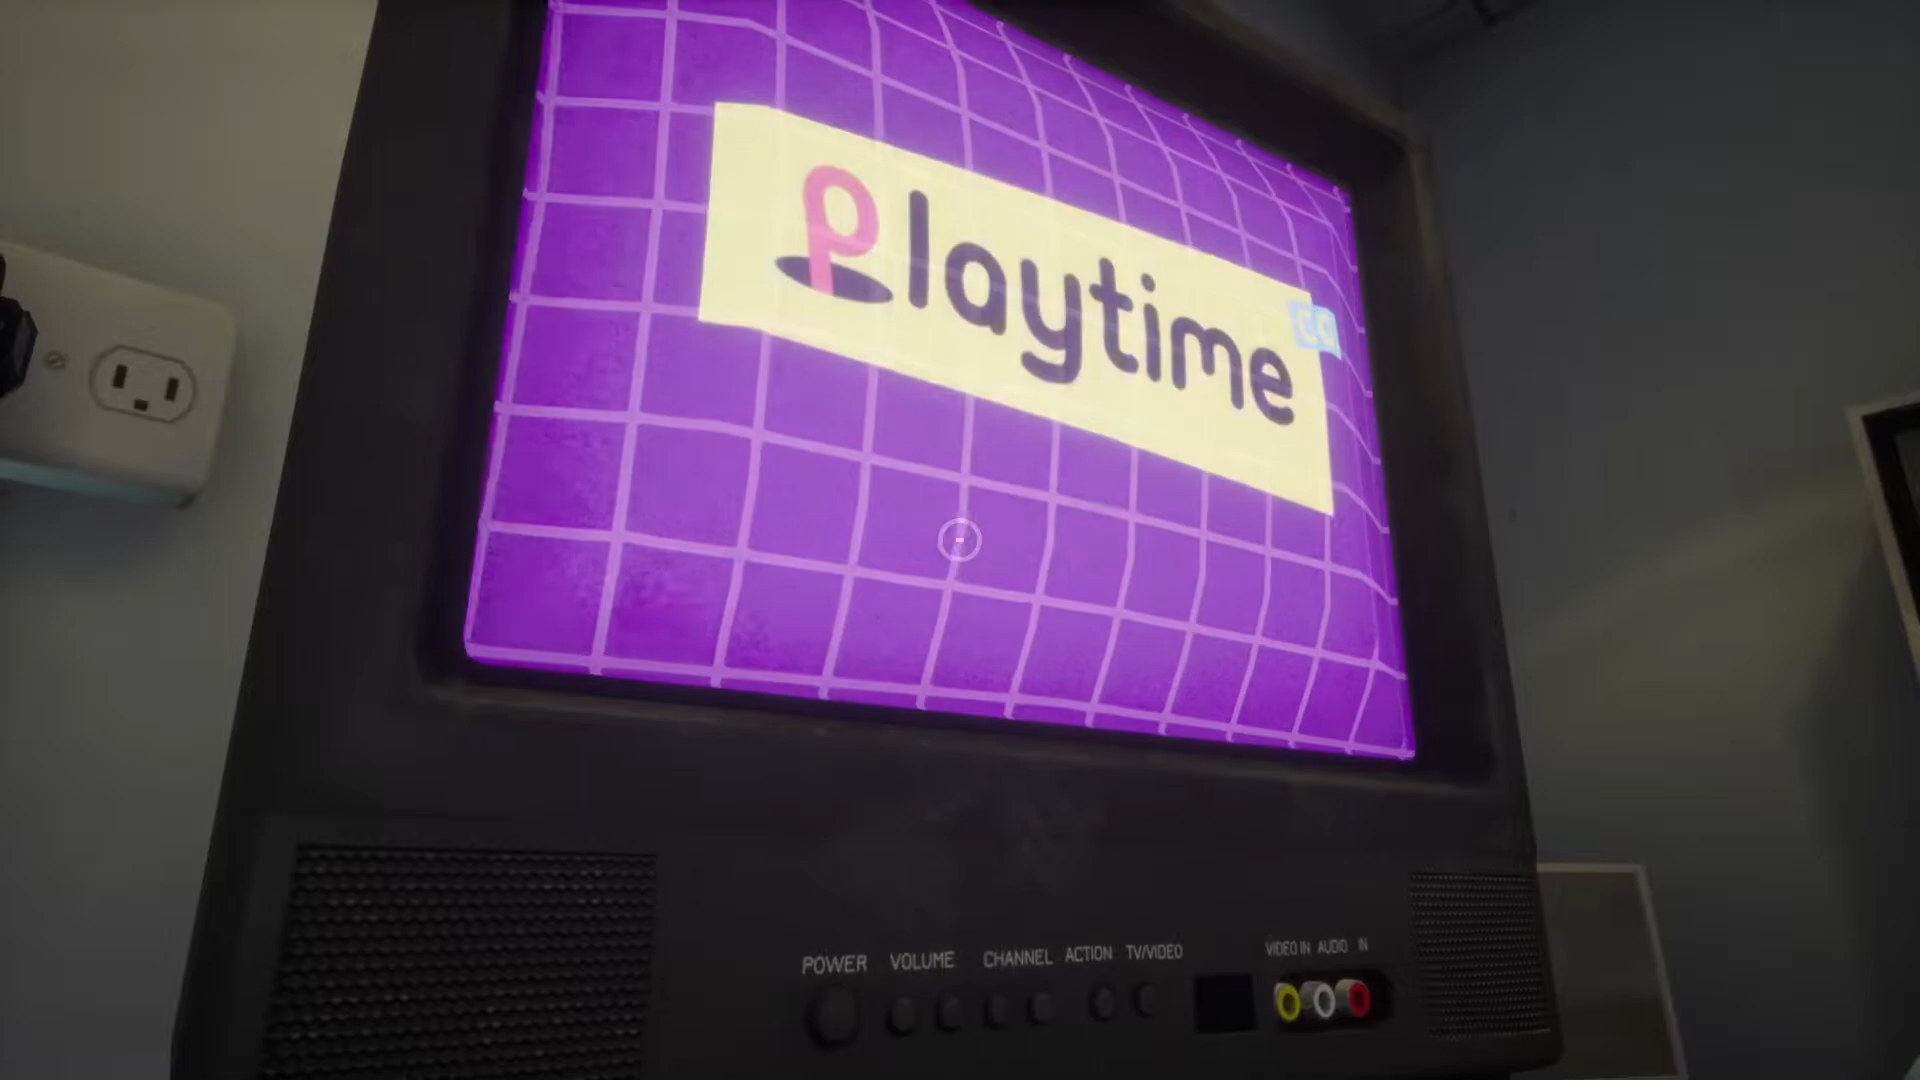 Playtime
CO
POWER VOLUME CHANNEL ACTION TV/VIDEO
VIDEO IN AUDIO IN